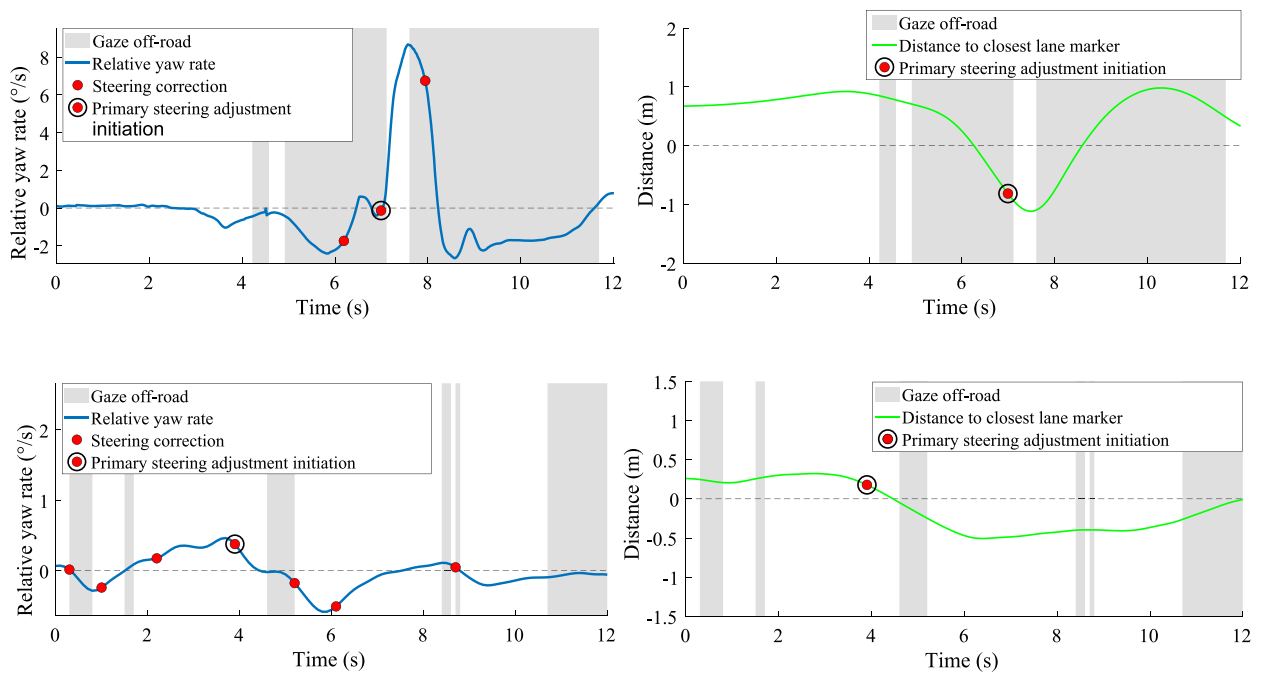 Relative yaw rate (°/s)
8
6
4
2
0
-2
Gaze off-road
Relative yaw rate
Steering correction
Primary steering adjustment
initiation
0 2 4 6 8 10 12
Time (s)
Distance (m)
2
1
0
-1
-2
Gaze off-road
Distance to closest lane marker
Primary steering adjustment initiation
0 2 4 6 8 10 12
Time (s)
Relative yaw rate (°/s)
2
1
0
Gaze off-road
Relative yaw rate
Steering correction
Primary steering adjustment initiation
0 2 4 6 8 10 12
Time (s)
Distance (m)
1.5
1
0.5
0
-0.5
-1
-1.5
Gaze off-road
Distance to closest lane marker
Primary steering adjustment initiation
0 2 4 6 8 10 12
Time (s)